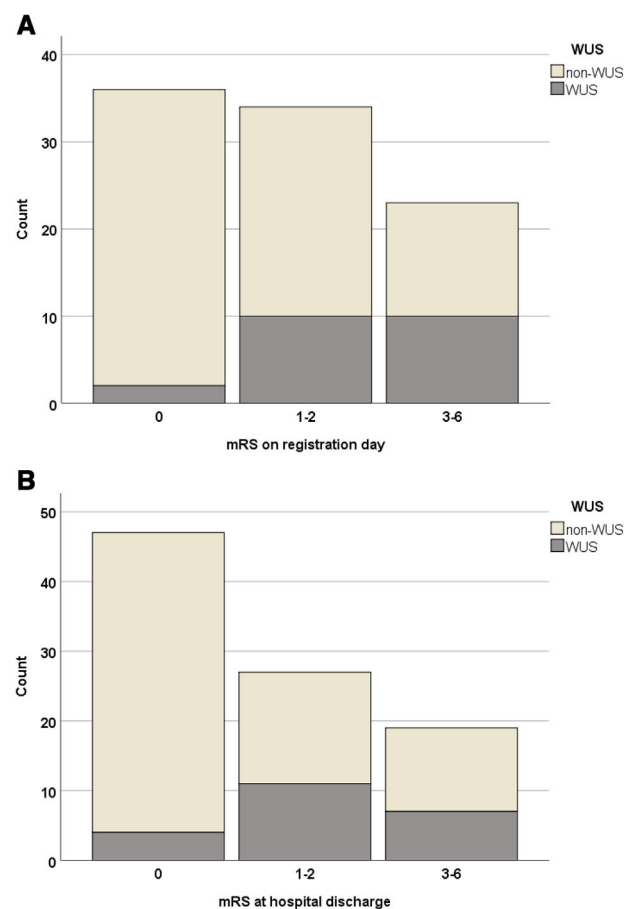 A
WUS
non-WUS
WUS
40
30
20
10
0
Count
0 1-2 3-6
mRS on registration day
B
WUS
non-WUS
WUS
50
40
30
20
10
0
Count
0 1-2 3-6
mRS at hospital discharge